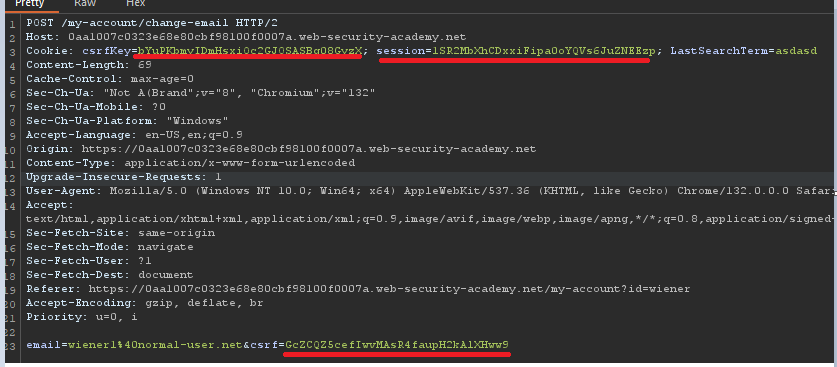 Pretty Raw Hex
1 POST /my-account/change-email HTTP/2
2 Host: 0aa1007c0323e68e80cbf98100f0007a.web-security-academy.net
3 Cookie: csrfKey=bYuPKbmvIDmHsxi0c2GJ0SASBq08GvzX; session=lSR2MbXhCDxxiFipa0oYQVs6JuZNEEzp; LastSearchTerm=asdasd
4 Content-Length: 69
5 Cache-Control: max-age=0
6 Sec-Ch-Ua: "Not A(Brand";v="8", "Chromium";v="132"
7 Sec-Ch-Ua-Mobile: ?0
8 Sec-Ch-Ua-Platform: "Windows"
9 Accept-Language: en-US,en;q=0.9
10 Origin: https://0aa1007c0323e68e80cbf98100f0007a.web-security-academy.net
11 Content-Type: application/x-www-form-urlencoded
12 Upgrade-Insecure-Requests: 1
13 User-Agent: Mozilla/5.0 (Windows NT 10.0; Win64; x64) AppleWebKit/537.36 (KHTML, like Gecko) Chrome/132.0.0.0 Safari
14 Accept:
text/html,application/xhtml+xml,application/xml;q=0.9,image/avif,image/webp,image/apng,*/*;q=0.8,application/signed-
15 Sec-Fetch-Site: same-origin
16 Sec-Fetch-Mode: navigate
17 Sec-Fetch-User: ?1
18 Sec-Fetch-Dest: document
19 Referer: https://0aa1007c0323e68e80cbf98100f0007a.web-security-academy.net/my-account?id=wiener
20 Accept-Encoding: gzip, deflate, br
21 Priority: u=0, i
22
23 email=wiener1%40normal-user.net&csrf=GcZCQZ5cefIwvMAsR4faupH2kAlXHww9